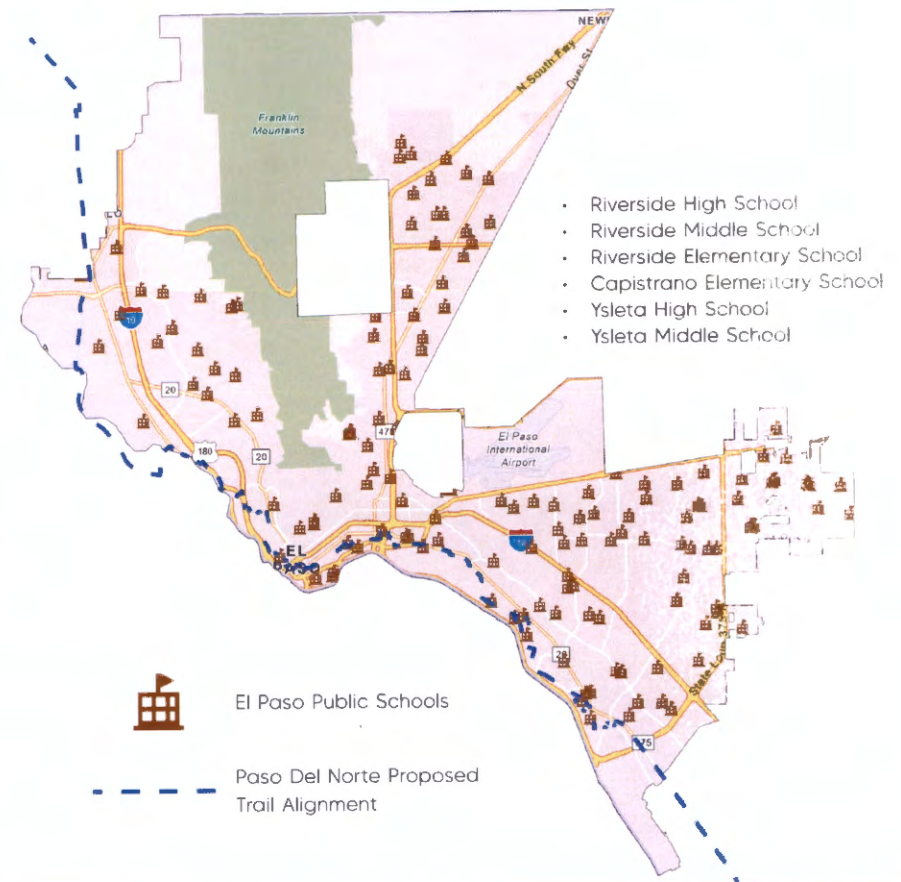 NEW
N South Fwy
Dyer St
Franklin
Mountains
• Riverside High School
• Riverside Middle School
• Riverside Elementary School
• Capistrano Elementary School
• Ysleta High School
• Ysleta Middle School
10
20
180
20
478
El Paso
International
Airport
EL
PASO
10
20
State Loop 375
375
El Paso Public Schools
Paso Del Norte Proposed
Trail Alignment